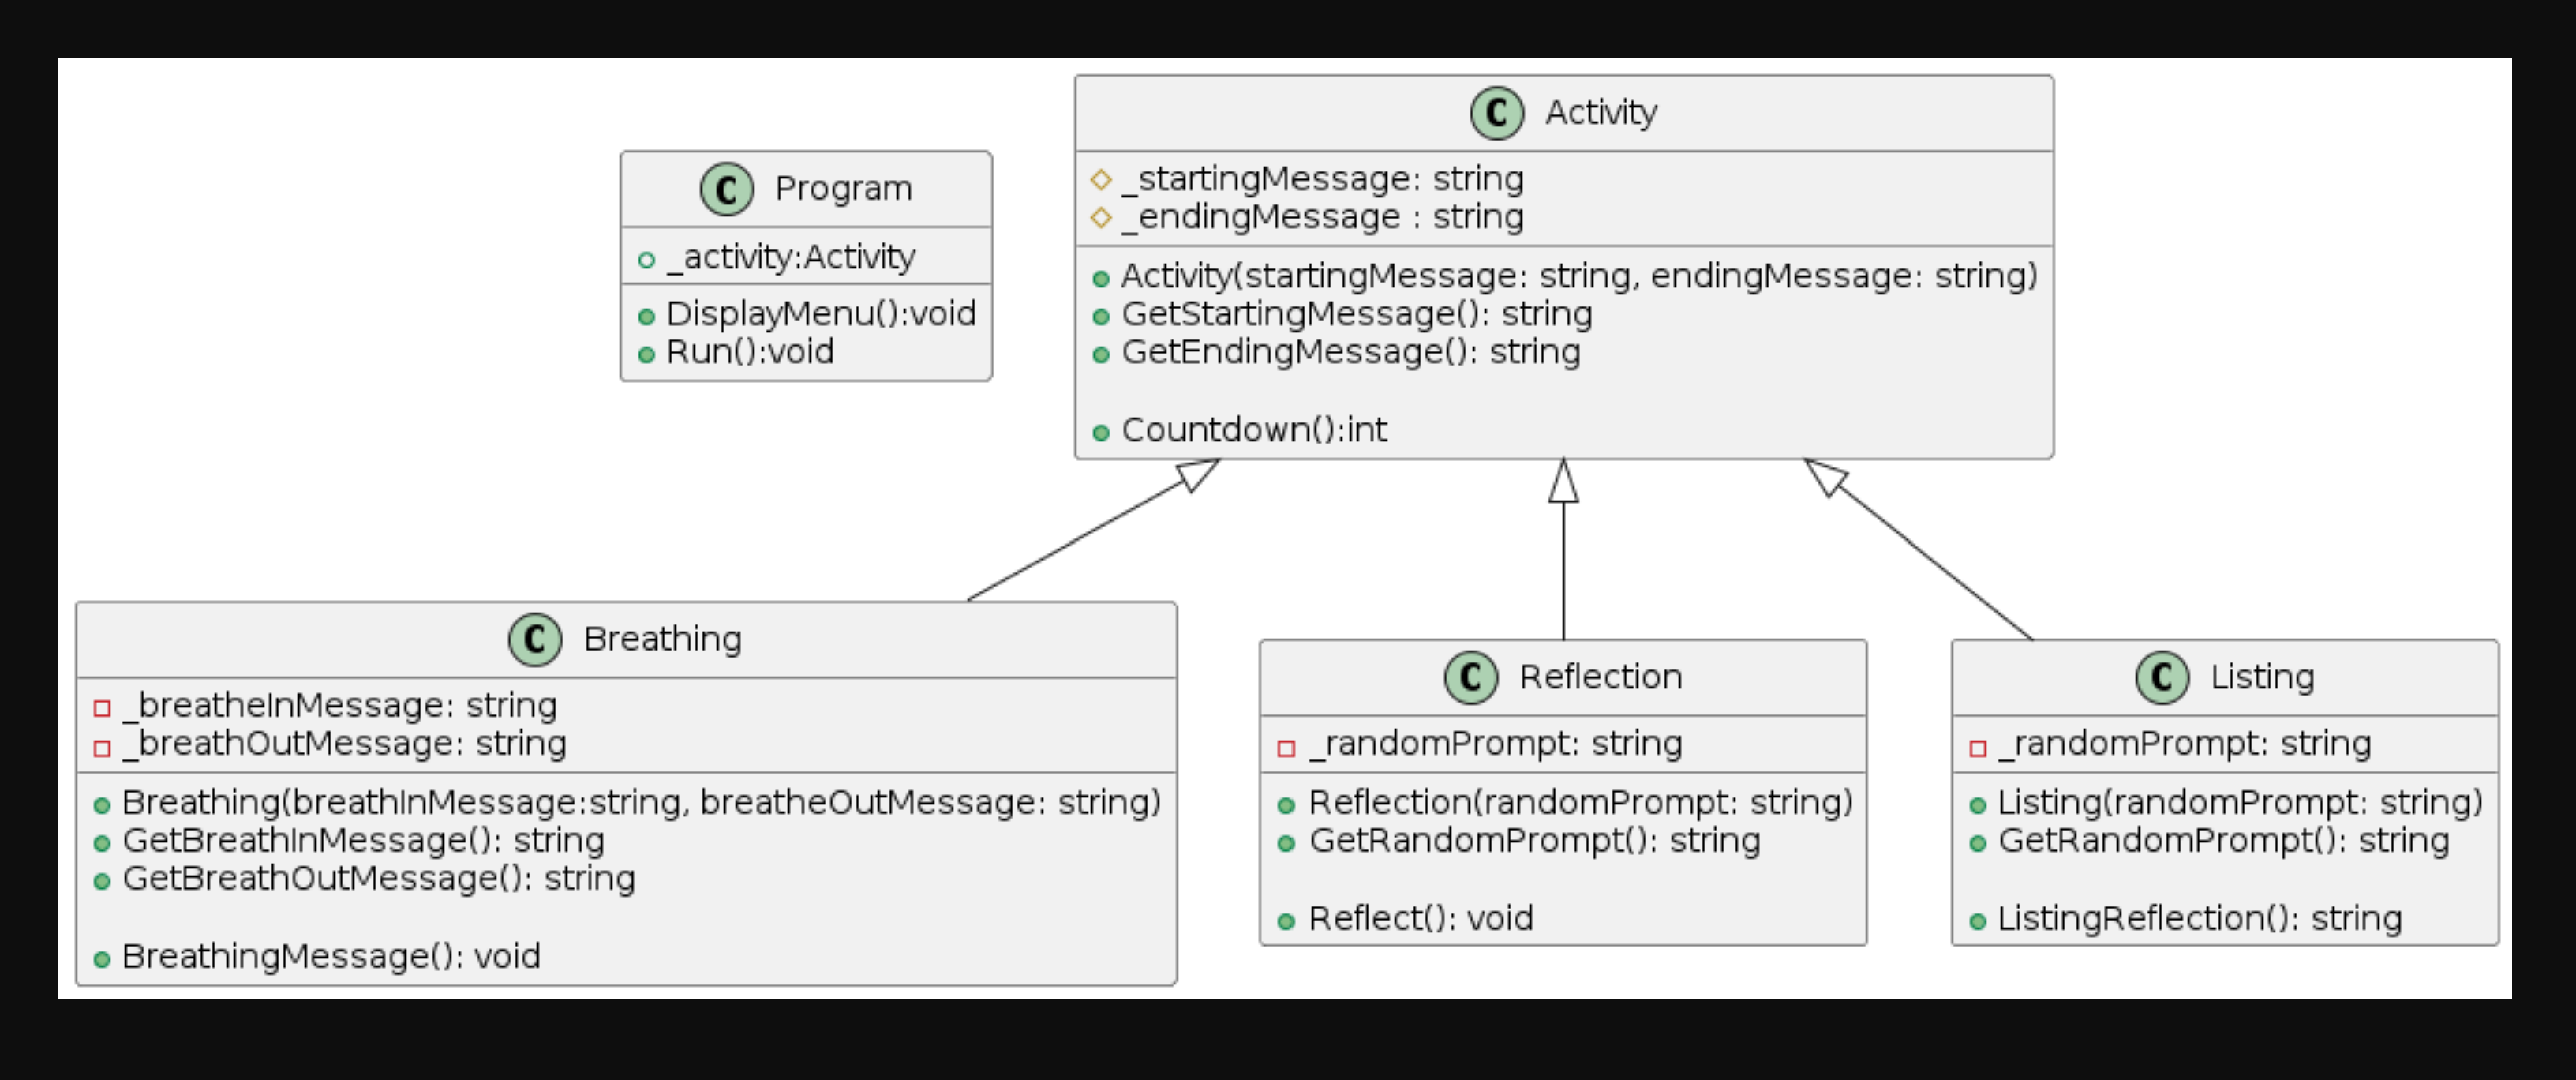 C Program
_activity:Activity
DisplayMenu():void
Run():void
C Activity
_startingMessage: string
_endingMessage : string
Activity(startingMessage: string, endingMessage: string)
GetStartingMessage(): string
GetEndingMessage(): string
Countdown():int
C Breathing
_breatheInMessage: string
_breathOutMessage: string
Breathing(breathInMessage:string, breatheOutMessage: string)
GetBreathInMessage(): string
GetBreathOutMessage(): string
BreathingMessage(): void
C Reflection
_randomPrompt: string
Reflection(randomPrompt: string)
GetRandomPrompt(): string
Reflect(): void
C Listing
_randomPrompt: string
Listing(randomPrompt: string)
GetRandomPrompt(): string
ListingReflection(): string